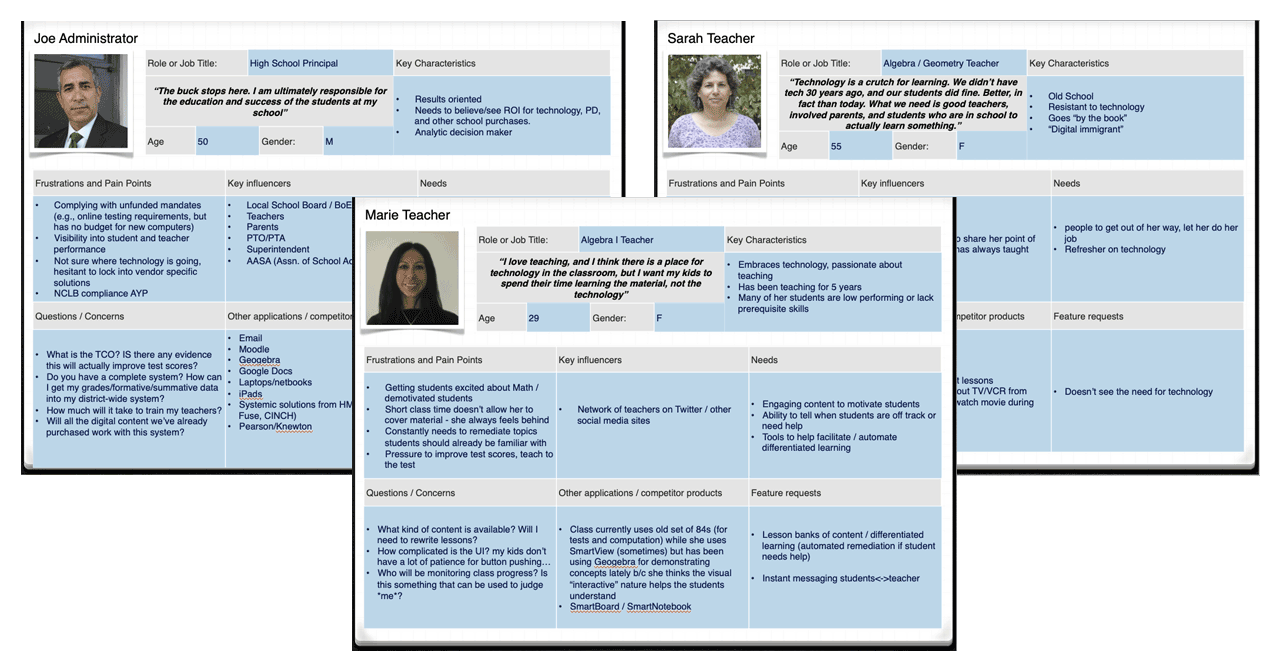 Joe Administrator
Role or Job Title:
High School Principal
Key Characteristics
“The buck stops here. I am ultimately responsible for
the education and success of the students at my
school”
• Results oriented
• Needs to believe/see ROI for technology, PD,
and other school purchases.
• Analytic decision maker
Age
50
Gender:
M
Frustrations and Pain Points
Key influencers
Needs
• Complying with unfunded mandates
(e.g., online testing requirements, but
has no budget for new computers)
• Visibility into student and teacher
performance
• Not sure where technology is going,
hesitant to lock into vendor specific
solutions
• NCLB compliance AYP
• Local School Board / BoE
• Teachers
• Parents
• PTO/PTA
• Superintendent
• AASA (Assn. of School Ad
Questions / Concerns
Other applications / competitor
• What is the TCO? IS there any evidence
this will actually improve test scores?
• Do you have a complete system? How can
I get my grades/formative/summative data
into my district-wide system?
• How much will it take to train my teachers?
• Will all the digital content we’ve already
purchased work with this system?
• Email
• Moodle
• Geogebra
• Google Docs
• Laptops/netbooks
• iPads
• Systemic solutions from HM
Fuse, CINCH)
• Pearson/Knewton
Sarah Teacher
Role or Job Title:
Algebra / Geometry Teacher
Key Characteristics
“Technology is a crutch for learning. We didn’t have
tech 30 years ago, and our students did fine. Better, in
fact than today. What we need is good teachers,
involved parents, and students who are in school to
actually learn something.”
• Old School
• Resistant to technology
• Goes “by the book”
• “Digital immigrant”
Age
55
Gender:
F
Frustrations and Pain Points
Key influencers
Needs
o share her point of
has always taught
• people to get out of her way, let her do her
job
• Refresher on technology
mpetitor products
Feature requests
t lessons
out TV/VCR from
watch movie during
• Doesn’t see the need for technology
Marie Teacher
Role or Job Title:
Algebra I Teacher
Key Characteristics
“I love teaching, and I think there is a place for
technology in the classroom, but I want my kids to
spend their time learning the material, not the
technology”
• Embraces technology, passionate about
teaching
• Has been teaching for 5 years
• Many of her students are low performing or lack
prerequisite skills
Age
29
Gender:
F
Frustrations and Pain Points
Key influencers
Needs
• Getting students excited about Math /
demotivated students
• Short class time doesn’t allow her to
cover material - she always feels behind
• Constantly needs to remediate topics
students should already be familiar with
• Pressure to improve test scores, teach to
the test
• Network of teachers on Twitter / other
social media sites
• Engaging content to motivate students
• Ability to tell when students are off track or
need help
• Tools to help facilitate / automate
differentiated learning
Questions / Concerns
Other applications / competitor products
Feature requests
• What kind of content is available? Will I
need to rewrite lessons?
• How complicated is the UI? my kids don’t
have a lot of patience for button pushing…
• Who will be monitoring class progress? Is
this something that can be used to judge
*me*?
• Class currently uses old set of 84s (for
tests and computation) while she uses
SmartView (sometimes) but has been
using Geogebra for demonstrating
concepts lately b/c she thinks the visual
“interactive” nature helps the students
understand
• SmartBoard / SmartNotebook
• Lesson banks of content / differentiated
learning (automated remediation if student
needs help)
• Instant messaging students<->teacher